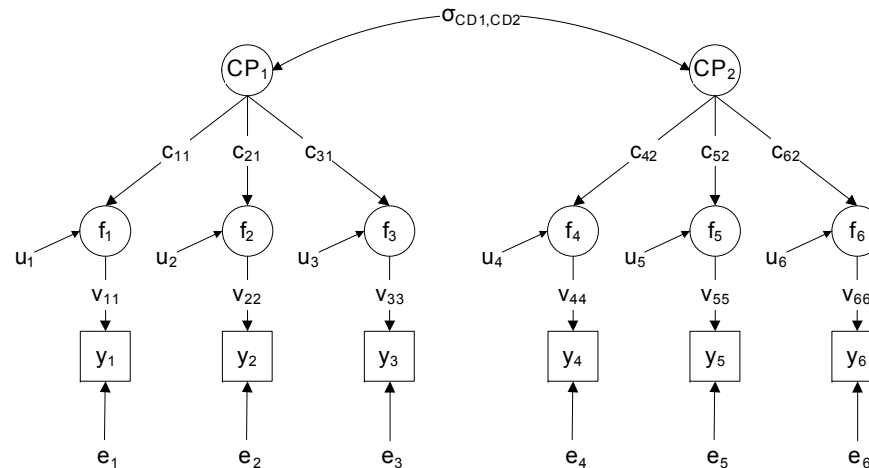 σCD1,CD2
CP1 CP2
c11 c21 c31 c42 c52 c62
f1 f2 f3 f4 f5 f6
u1 u2 u3 u4 u5 u6
v11 v22 v33 v44 v55 v66
y1 y2 y3 y4 y5 y6
e1 e2 e3 e4 e5 e6